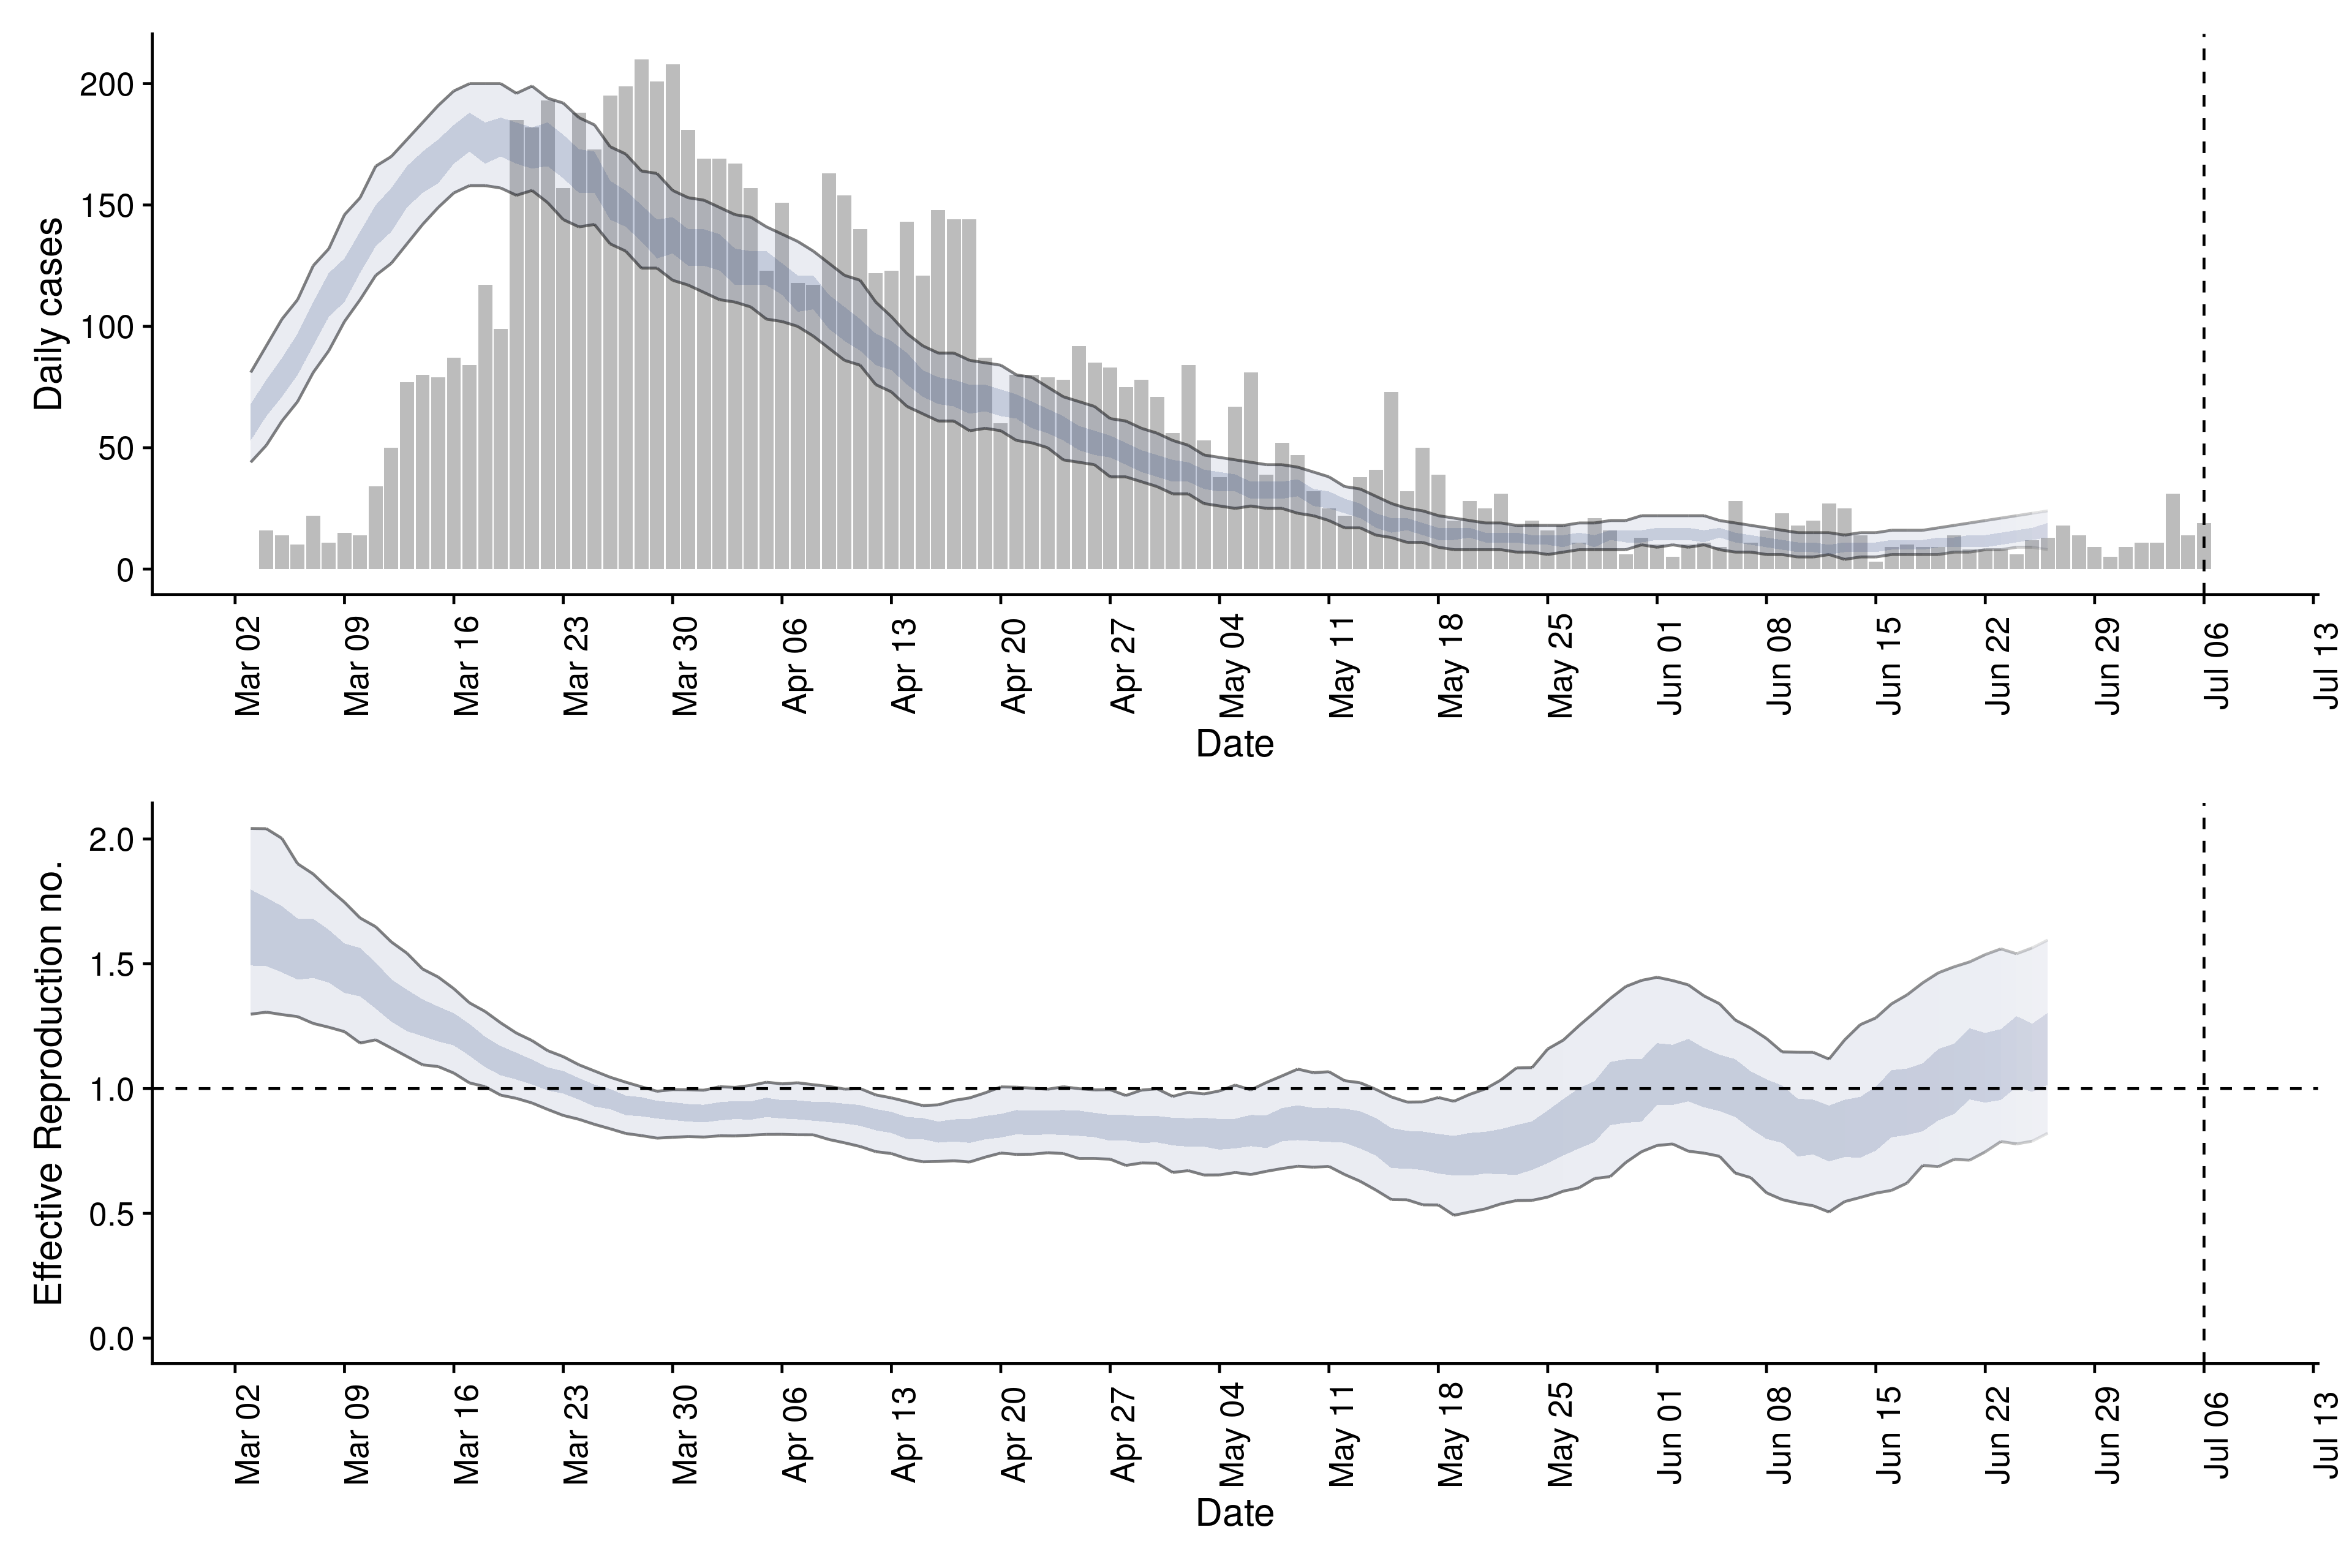 Daily cases
200
150
100
50
0
Mar 02
Mar 09
Mar 16
Mar 23
Mar 30
Apr 06
Apr 13
Apr 20
Apr 27
May 04
May 11
May 18
May 25
Jun 01
Jun 08
Jun 15
Jun 22
Jun 29
Jul 06
Jul 13
Date
Effective Reproduction no.
2.0
1.5
1.0
0.5
0.0
Mar 02
Mar 09
Mar 16
Mar 23
Mar 30
Apr 06
Apr 13
Apr 20
Apr 27
May 04
May 11
May 18
May 25
Jun 01
Jun 08
Jun 15
Jun 22
Jun 29
Jul 06
Jul 13
Date